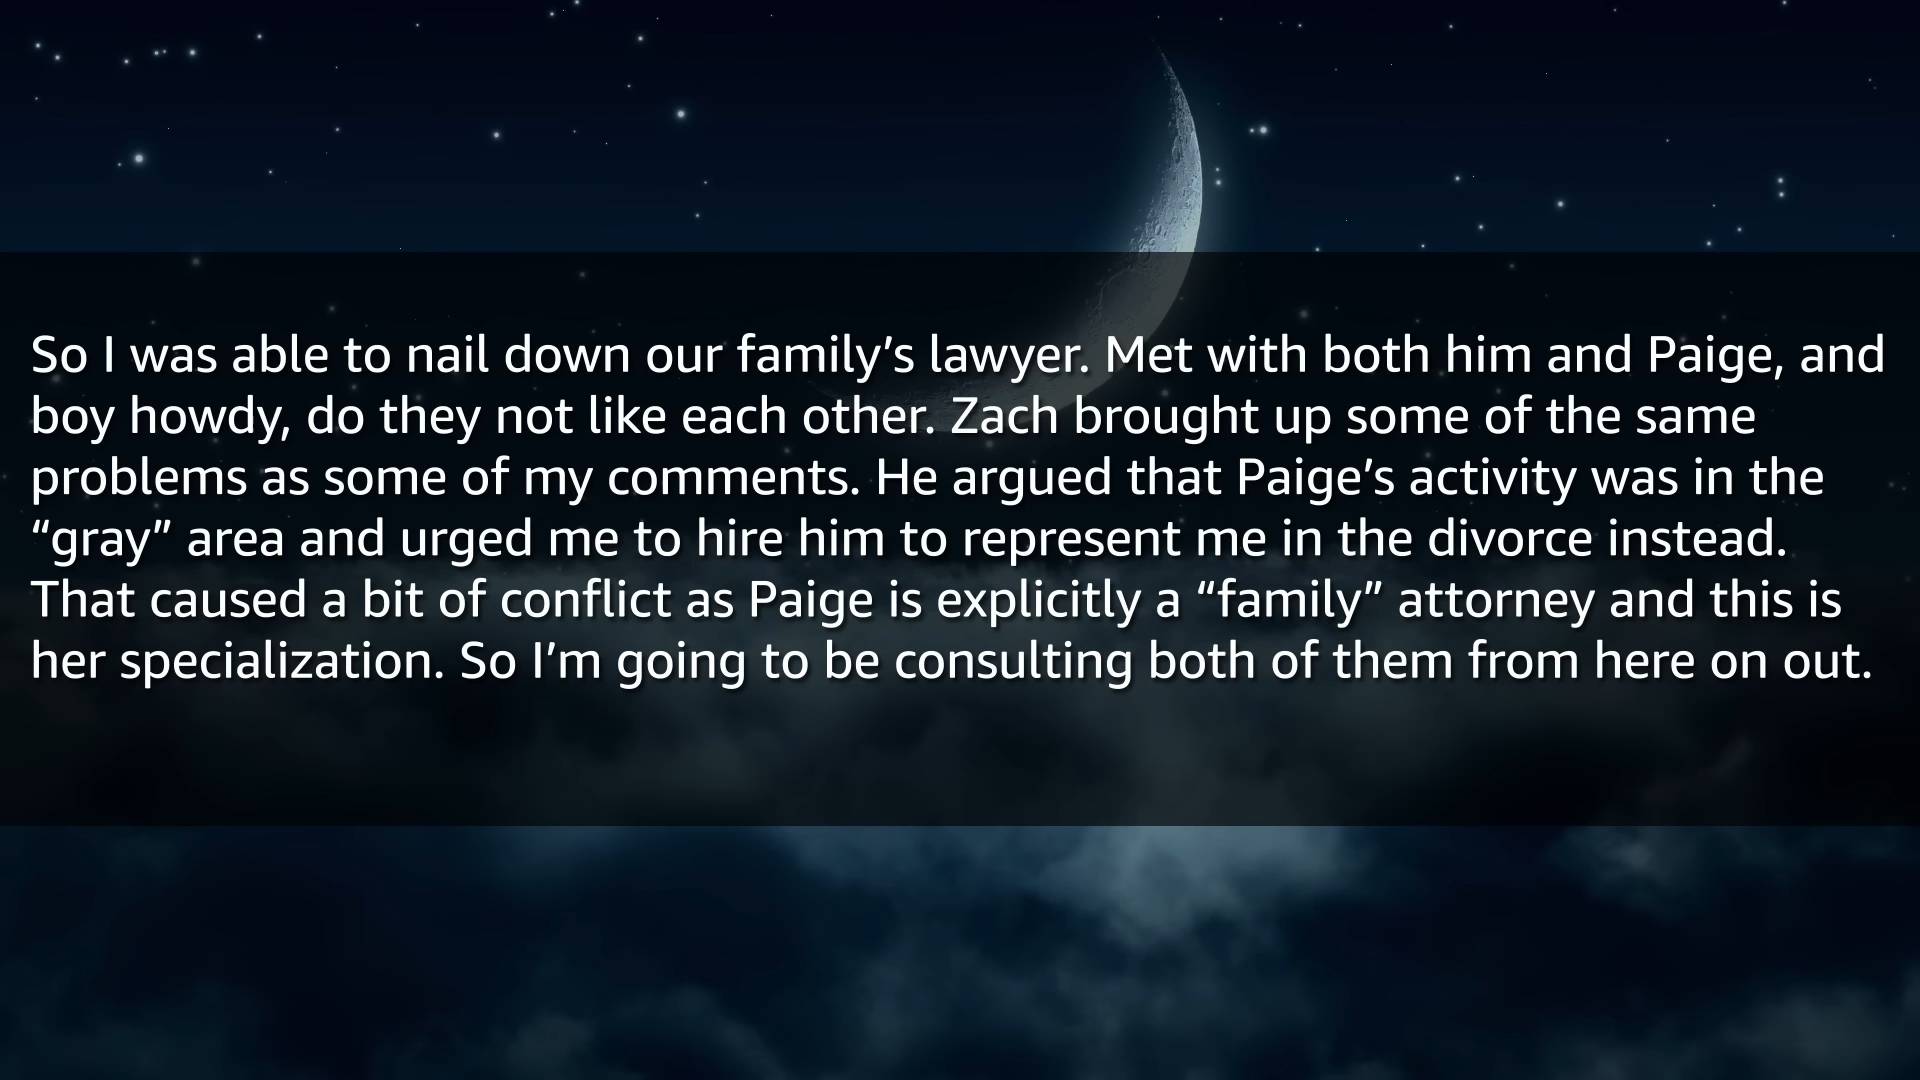 So I was able to nail down our family’s lawyer. Met with both him and Paige, and
boy howdy, do they not like each other. Zach brought up some of the same
problems as some of my comments. He argued that Paige’s activity was in the
“gray” area and urged me to hire him to represent me in the divorce instead.
That caused a bit of conflict as Paige is explicitly a “family” attorney and this is
her specialization. So I’m going to be consulting both of them from here on out.